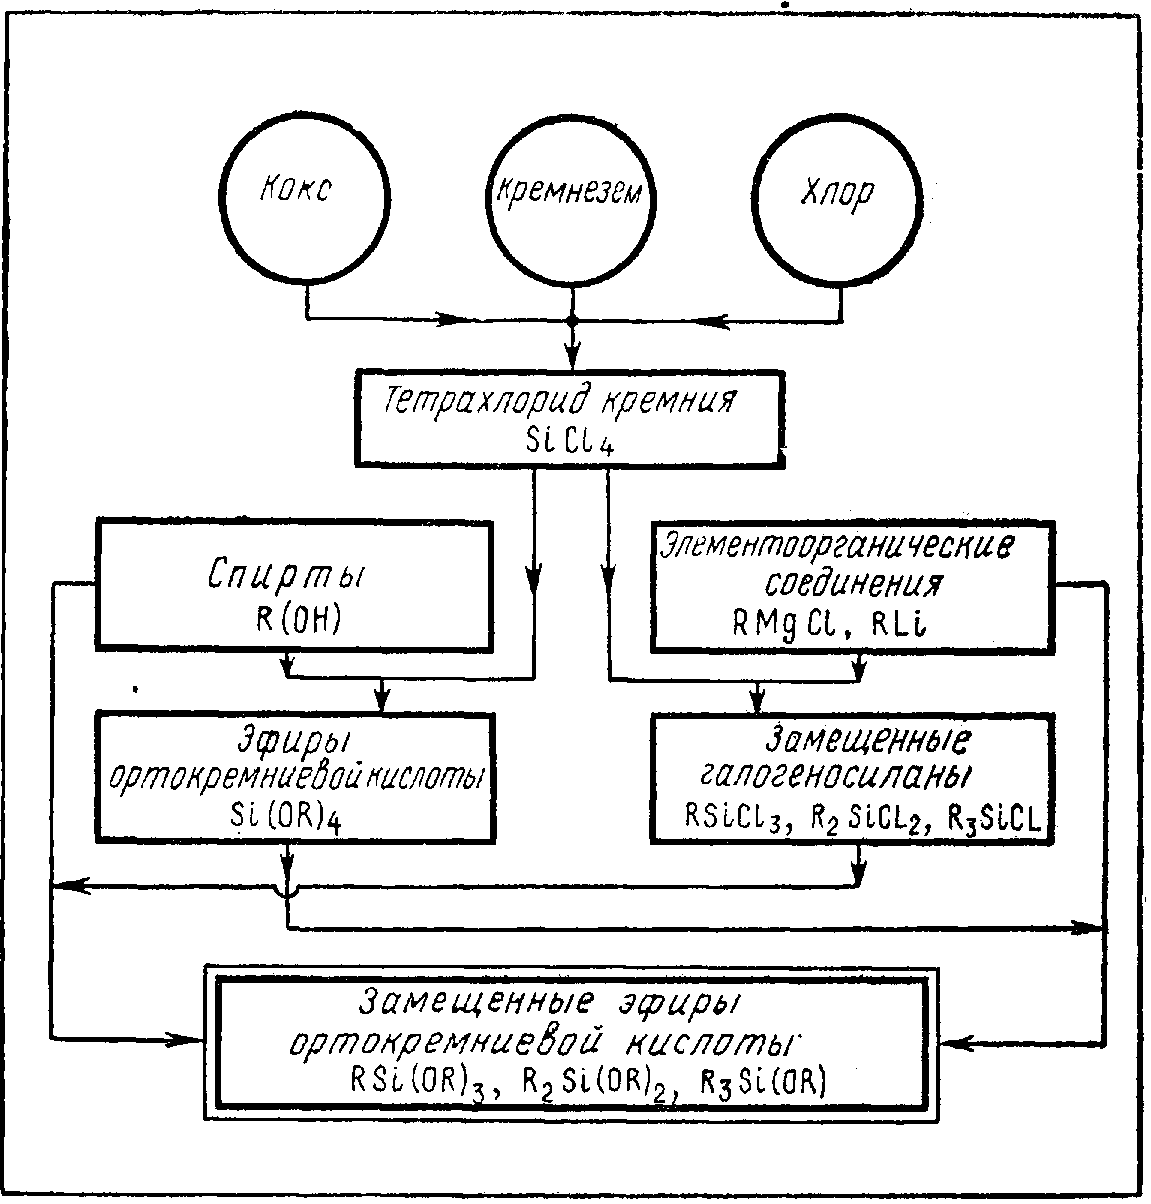 Кокс
Кремнезем
Хлор
Тетрахлорид кремния
SiCl₄
Спирты
R(OH)
Элементоорганические
соединения
RMgCl, RLi
Эфиры
ортокремниевой кислоты
Si(OR)₄
Замещенные
галогеносиланы
RSiCl₃, R₂SiCl₂, R₃SiCl
Замещенные эфиры
ортокремниевой кислоты
RSi(OR)₃, R₂Si(OR)₂, R₃Si(OR)